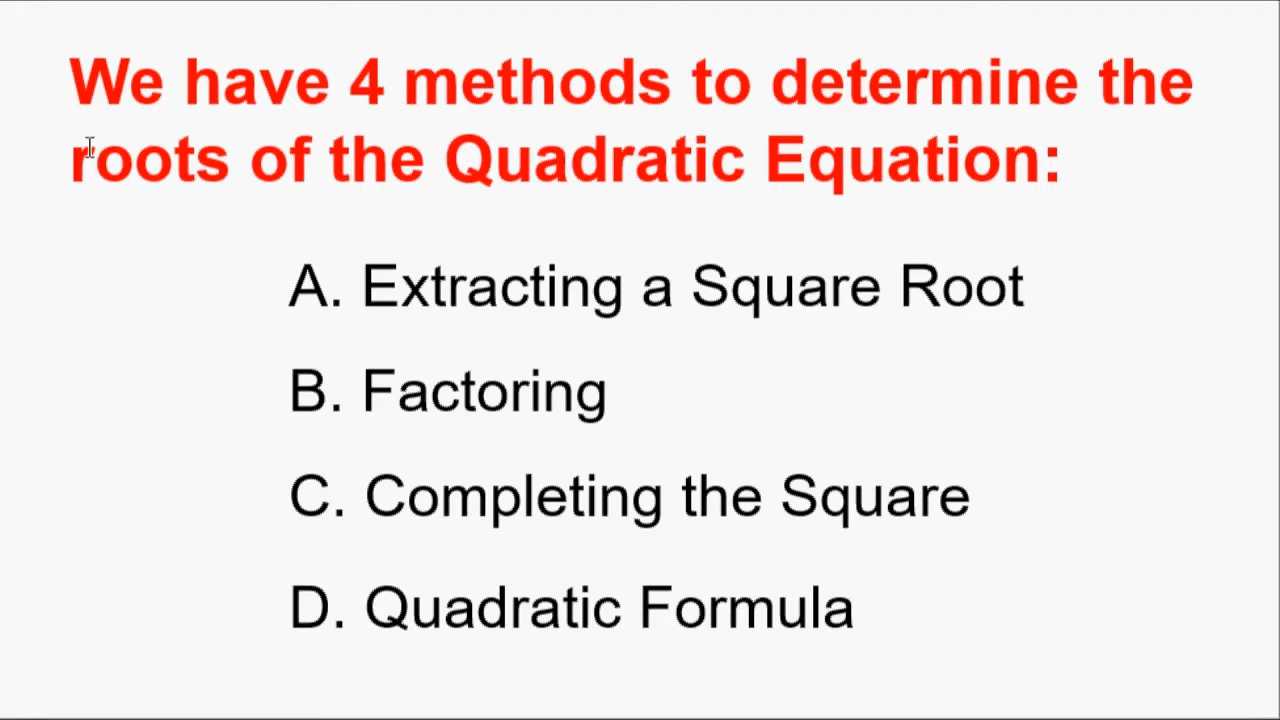 We have 4 methods to determine the
roots of the Quadratic Equation:
A. Extracting a Square Root
B. Factoring
C. Completing the Square
D. Quadratic Formula